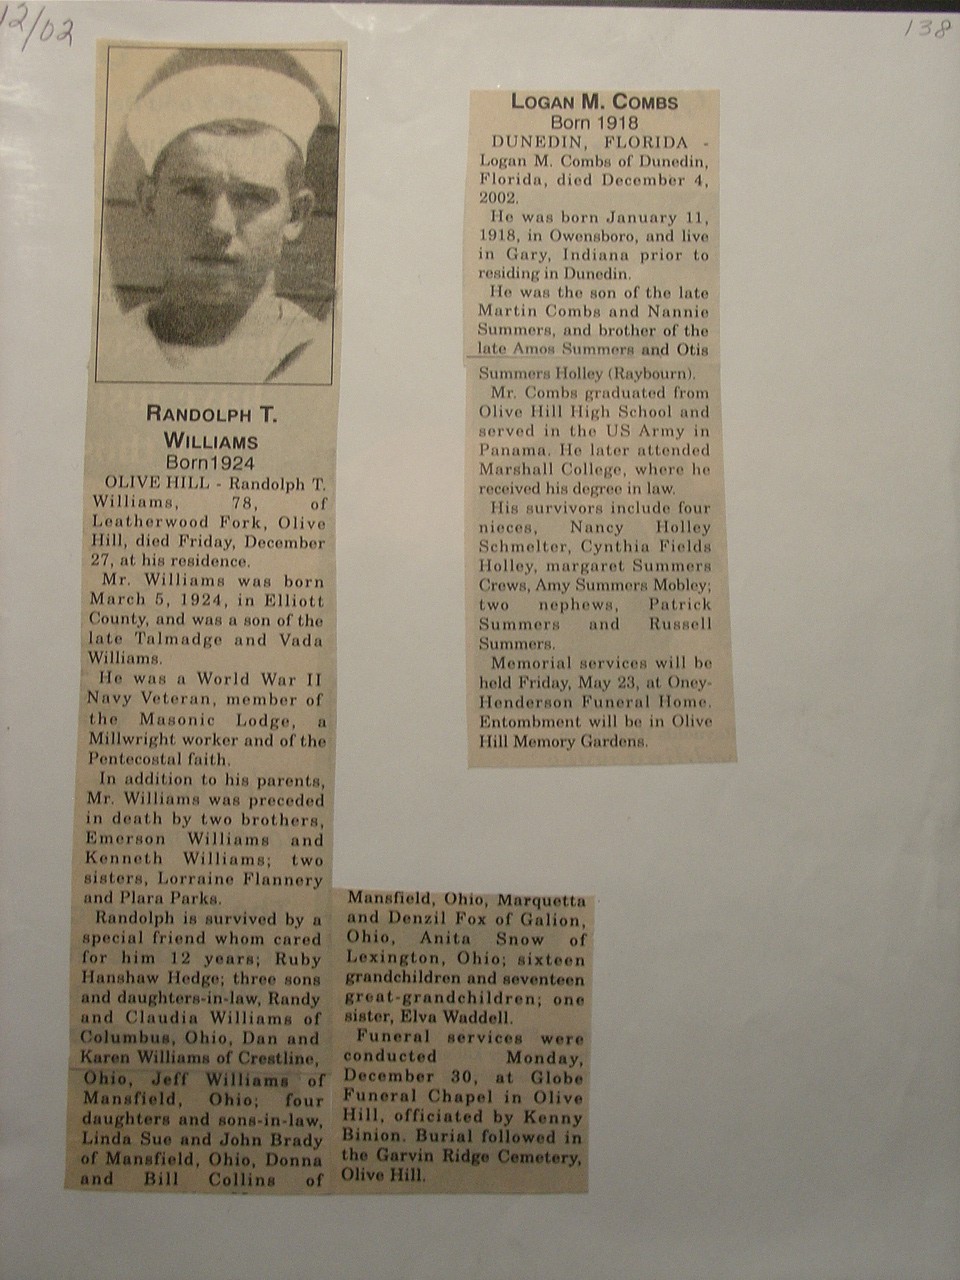 12/02
138
RANDOLPH T.
WILLIAMS
Born1924
OLIVE HILL - Randolph T.
Williams, 78, of
Leatherwood Fork, Olive
Hill, died Friday, December
27, at his residence.
Mr. Williams was born
March 5, 1924, in Elliott
County, and was a son of the
late Talmadge and Vada
Williams.
He was a World War II
Navy Veteran, member of
the Masonic Lodge, a
Millwright worker and of the
Pentecostal faith.
In addition to his parents,
Mr. Williams was preceded
in death by two brothers,
Emerson Williams and
Kenneth Williams; two
sisters, Lorraine Flannery
and Plara Parks.
Randolph is survived by a
special friend whom cared
for him 12 years; Ruby
Hanshaw Hedge; three sons
and daughters-in-law, Randy
and Claudia Williams of
Columbus, Ohio, Dan and
Karen Williams of Crestline,
Ohio, Jeff Williams of
Mansfield, Ohio; four
daughters and sons-in-law,
Linda Sue and John Brady
of Mansfield, Ohio, Donna
and Bill Collins of
Mansfield, Ohio, Marquetta
and Denzil Fox of Galion,
Ohio, Anita Snow of
Lexington, Ohio; sixteen
grandchildren and seventeen
great-grandchildren; one
sister, Elva Waddell.
Funeral services were
conducted Monday,
December 30, at Globe
Funeral Chapel in Olive
Hill, officiated by Kenny
Binion. Burial followed in
the Garvin Ridge Cemetery,
Olive Hill.
LOGAN M. COMBS
Born 1918
DUNEDIN, FLORIDA -
Logan M. Combs of Dunedin,
Florida, died December 4,
2002.
He was born January 11,
1918, in Owensboro, and live
in Gary, Indiana prior to
residing in Dunedin.
He was the son of the late
Martin Combs and Nannie
Summers, and brother of the
late Amos Summers and Otis
Summers Holley (Raybourn).
Mr. Combs graduated from
Olive Hill High School and
served in the US Army in
Panama. He later attended
Marshall College, where he
received his degree in law.
His survivors include four
nieces, Nancy Holley
Schmelter, Cynthia Fields
Holley, margaret Summers
Crews, Amy Summers Mobley;
two nephews, Patrick
Summers and Russell
Summers.
Memorial services will be
held Friday, May 23, at Oney-
Henderson Funeral Home.
Entombment will be in Olive
Hill Memory Gardens.